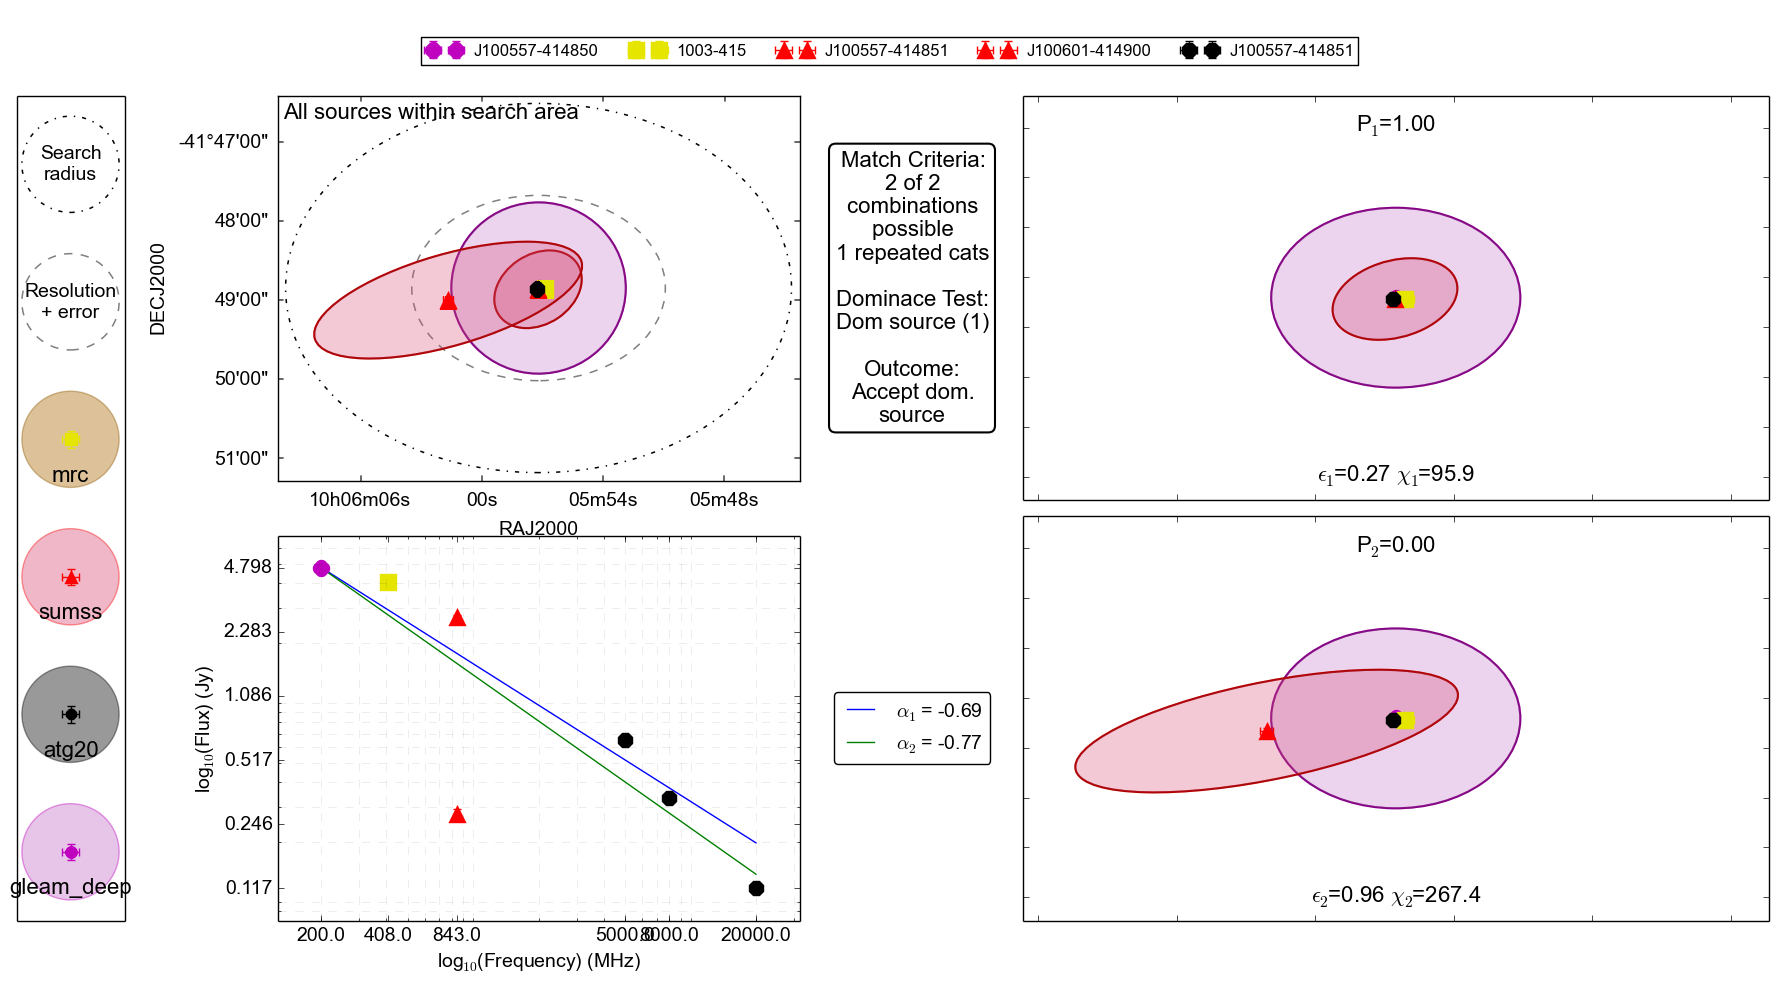 J100557-414850 1003-415 J100557-414851 J100601-414900 J100557-414851
Search
radius
Resolution
+ error
mrc
sumss
atg20
gleam_deep
All sources within search area
DECJ2000
-41°47'00"
48'00"
49'00"
50'00"
51'00"
10h06m06s 00s 05m54s 05m48s
RAJ2000
Match Criteria:
2 of 2
combinations
possible
1 repeated cats
Dominace Test:
Dom source (1)
Outcome:
Accept dom.
source
P1=1.00
ϵ1=0.27 χ1=95.9
log10(Flux) (Jy)
4.798
2.283
1.086
0.517
0.246
0.117
200.0 408.0 843.0 5000.0 8000.0 20000.0
log10(Frequency) (MHz)
α1 = -0.69
α2 = -0.77
P2=0.00
ϵ2=0.96 χ2=267.4